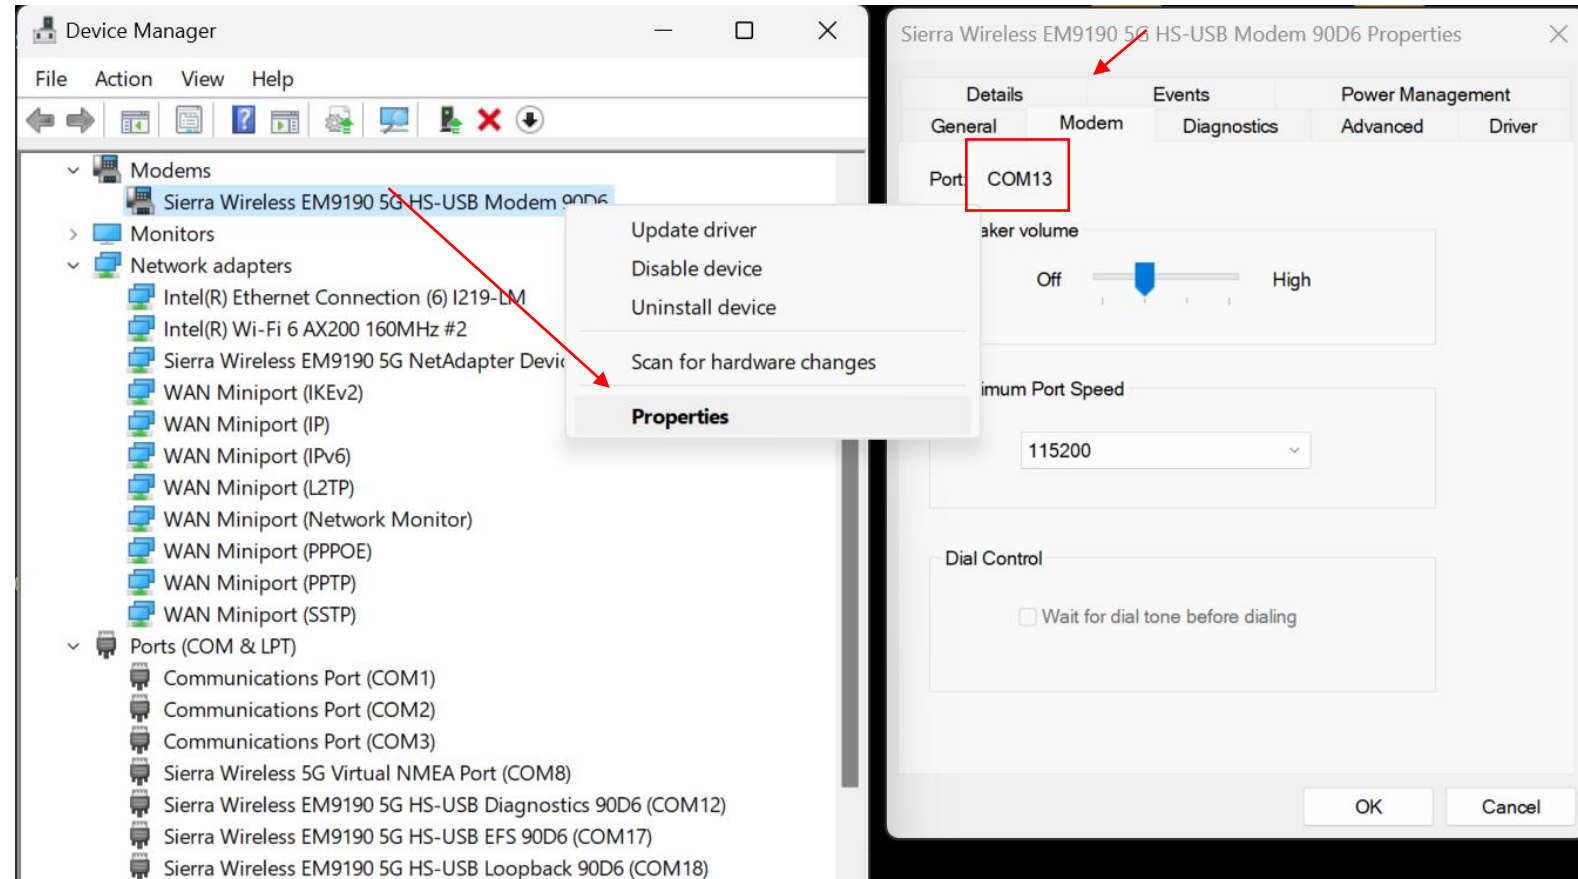 Device Manager
File Action View Help
Modems
Sierra Wireless EM9190 5G HS-USB Modem 90D6
Monitors
Network adapters
Intel(R) Ethernet Connection (6) I219-LM
Intel(R) Wi-Fi 6 AX200 160MHz #2
Sierra Wireless EM9190 5G NetAdapter Devic
WAN Miniport (IKEv2)
WAN Miniport (IP)
WAN Miniport (IPv6)
WAN Miniport (L2TP)
WAN Miniport (Network Monitor)
WAN Miniport (PPPOE)
WAN Miniport (PPTP)
WAN Miniport (SSTP)
Ports (COM & LPT)
Communications Port (COM1)
Communications Port (COM2)
Communications Port (COM3)
Sierra Wireless 5G Virtual NMEA Port (COM8)
Sierra Wireless EM9190 5G HS-USB Diagnostics 90D6 (COM12)
Sierra Wireless EM9190 5G HS-USB EFS 90D6 (COM17)
Sierra Wireless EM9190 5G HS-USB Loopback 90D6 (COM18)
Update driver
Disable device
Uninstall device
Scan for hardware changes
Properties
Sierra Wireless EM9190 5G HS-USB Modem 90D6 Properties
Details Events Power Management
General Modem Diagnostics Advanced Driver
Port: COM13
aker volume
Off High
imum Port Speed
115200
Dial Control
Wait for dial tone before dialing
OK Cancel